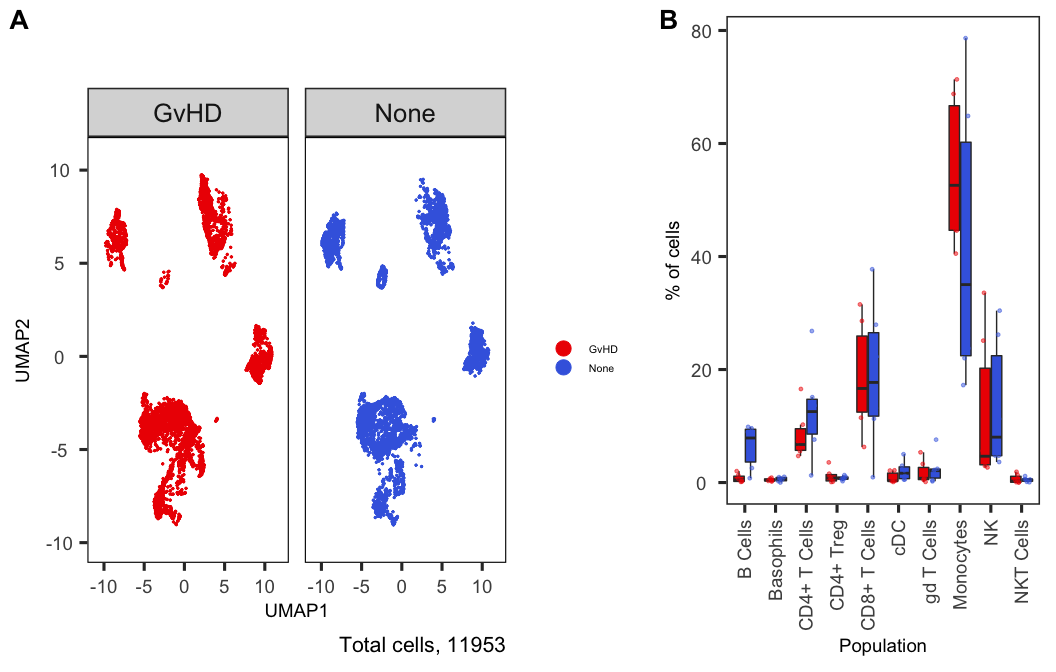 A
GvHD
None
10
5
0
-5
-10
UMAP2
-10 -5 0 5 10
-10 -5 0 5 10
UMAP1
Total cells, 11953
GvHD
None
B
80
60
40
20
0
% of cells
B Cells
Basophils
CD4+ T Cells
CD4+ Treg
CD8+ T Cells
cDC
gd T Cells
Monocytes
NK
NKT Cells
Population